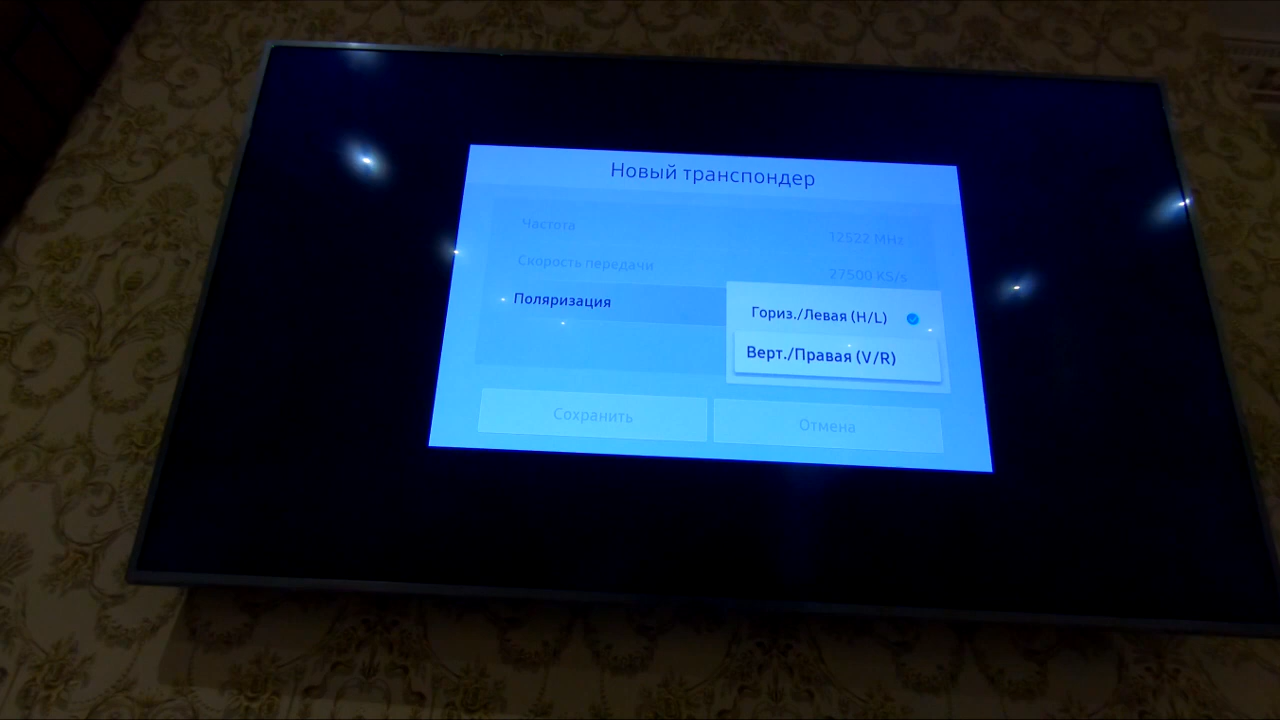 Новый транспондер
Частота 12522 MHz
Скорость передачи 27500 KS/s
Поляризация
Гориз./Левая (H/L)
Верт./Правая (V/R)
Сохранить Отмена